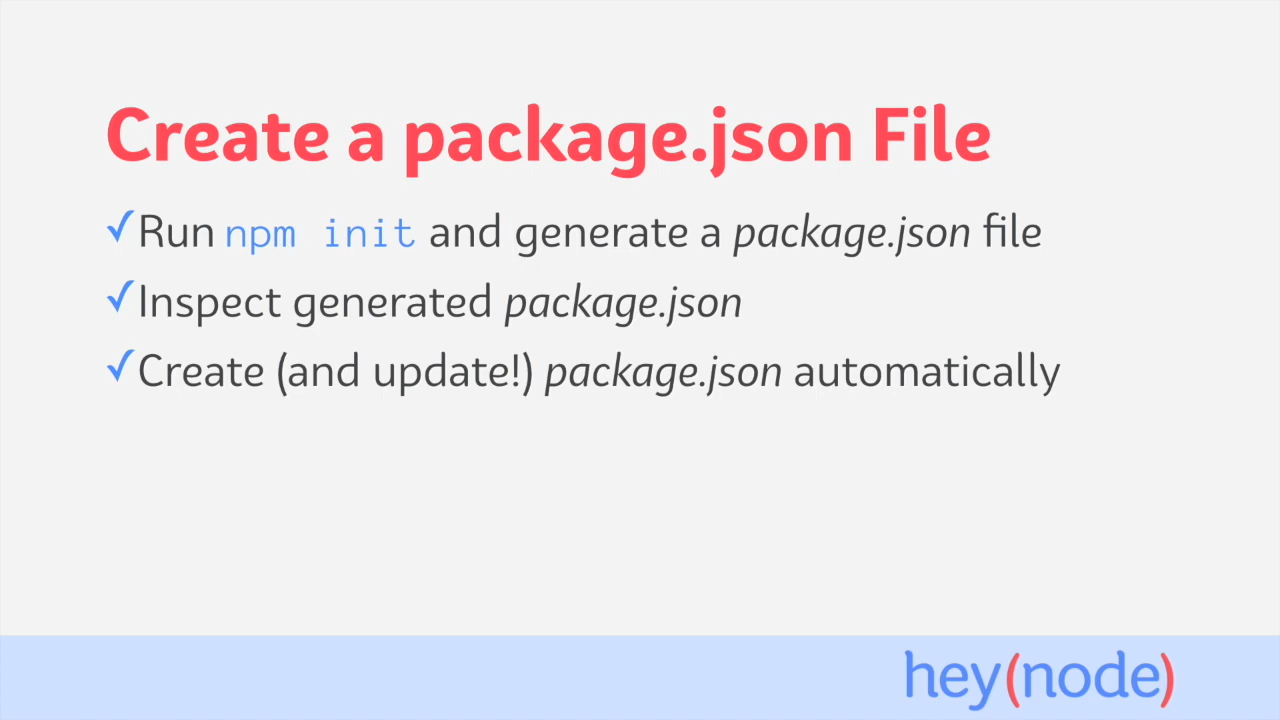 Create a package.json File
✓Run npm init and generate a package.json file
✓Inspect generated package.json
✓Create (and update!) package.json automatically
hey(node)